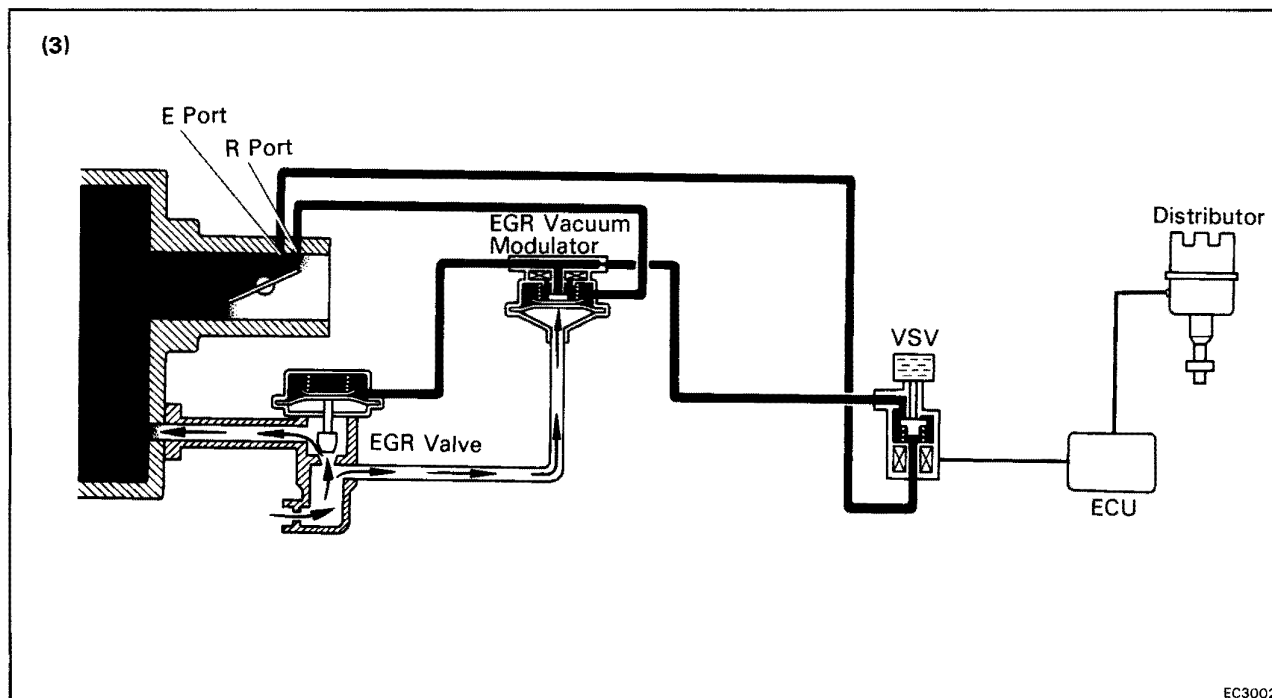 (3)
E Port
R Port
EGR Vacuum
Modulator
Distributor
VSV
EGR Valve
ECU
EC3002